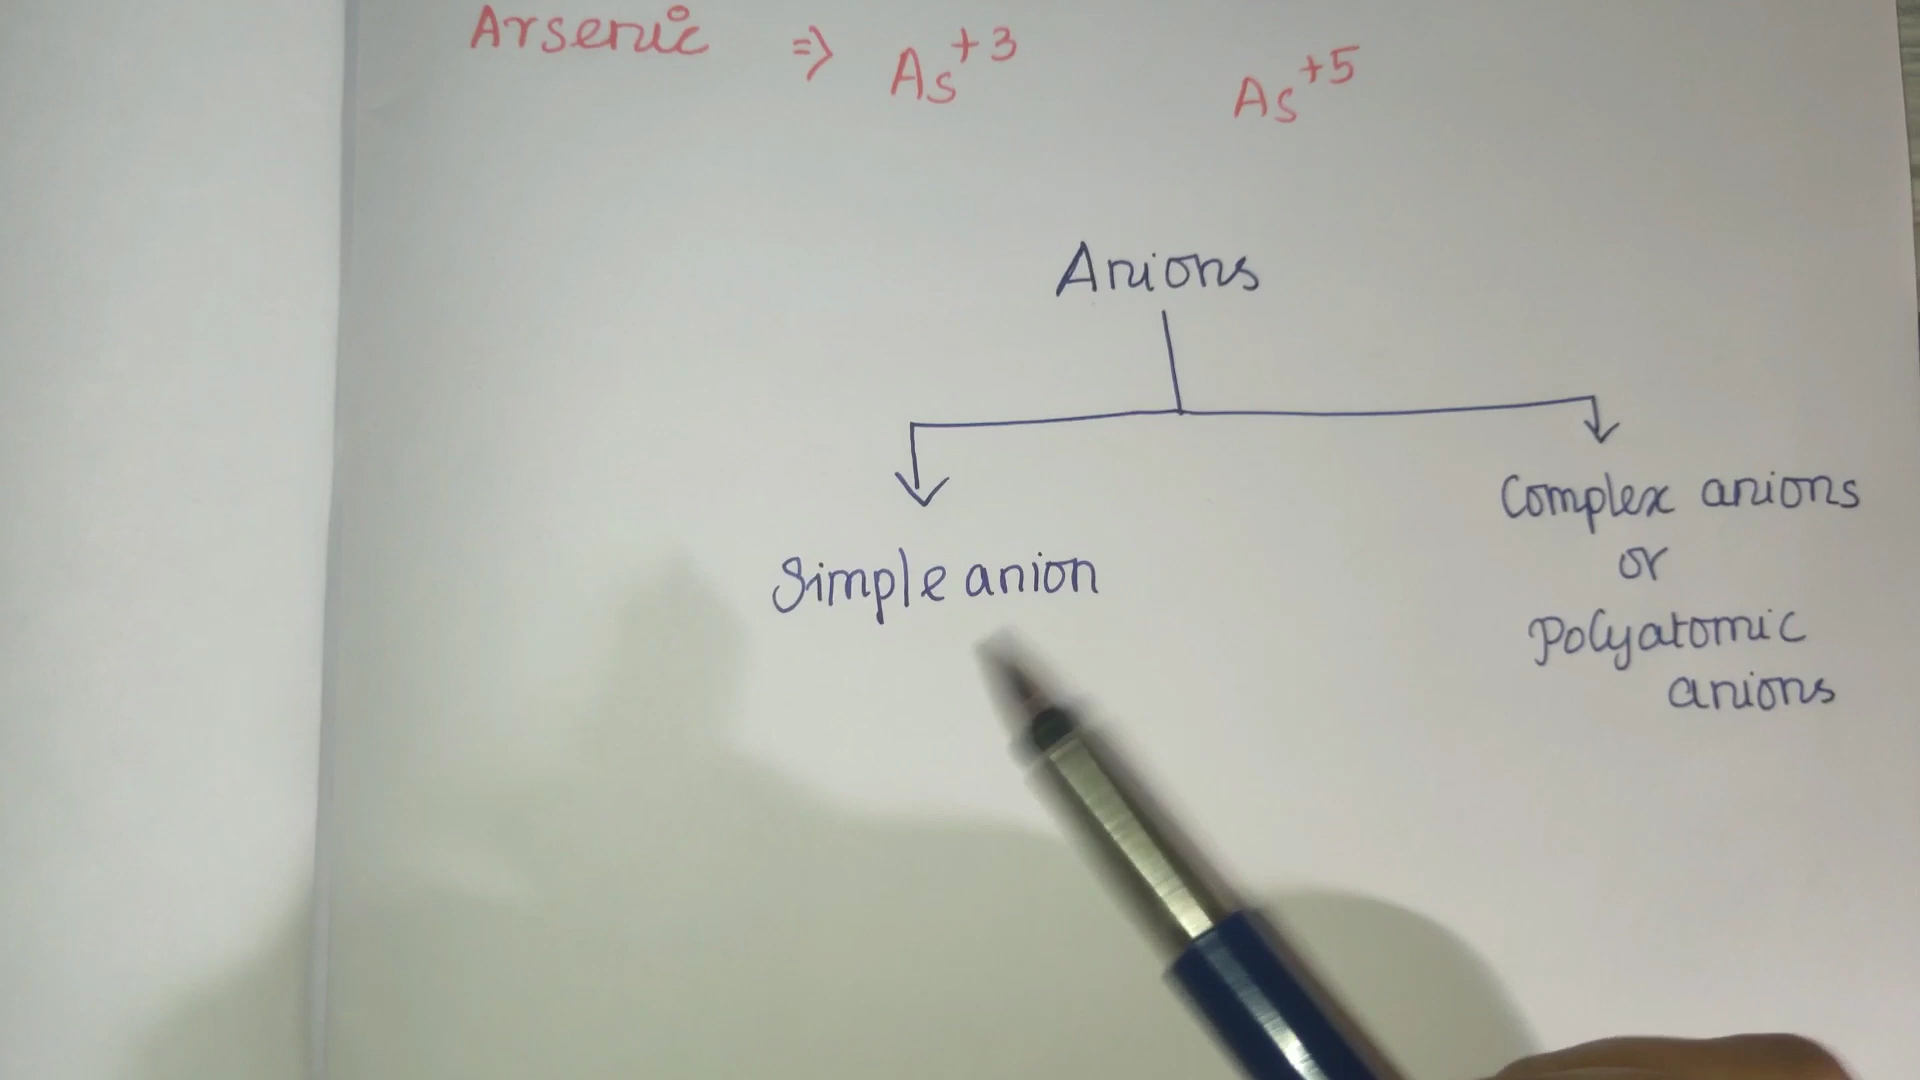 Arsenic => As+3 As+5
Anions
Simple anion
Complex anions
or
Polyatomic
anions